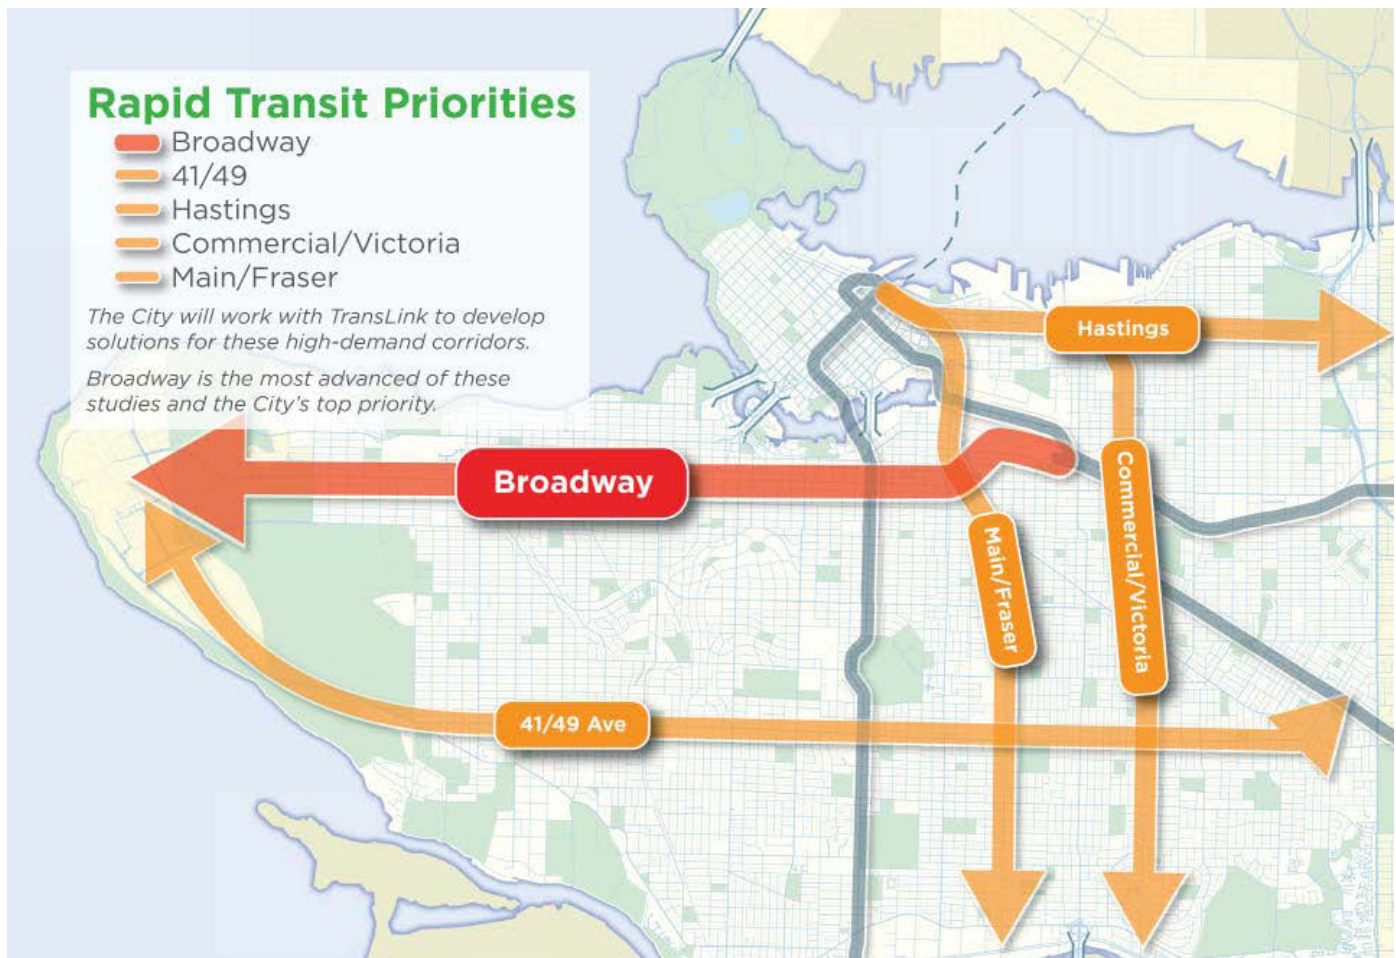 Rapid Transit Priorities
Broadway
41/49
Hastings
Commercial/Victoria
Main/Fraser
The City will work with TransLink to develop
solutions for these high-demand corridors.
Broadway is the most advanced of these
studies and the City's top priority.
Hastings
Broadway
Commercial/Victoria
Main/Fraser
41/49 Ave